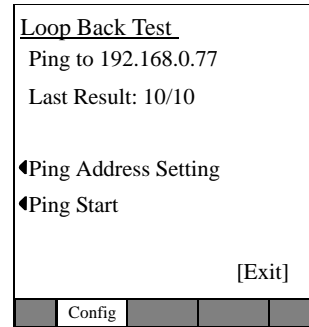 Loop Back Test
Ping to 192.168.0.77
Last Result: 10/10
Ping Address Setting
Ping Start
[Exit]
Config